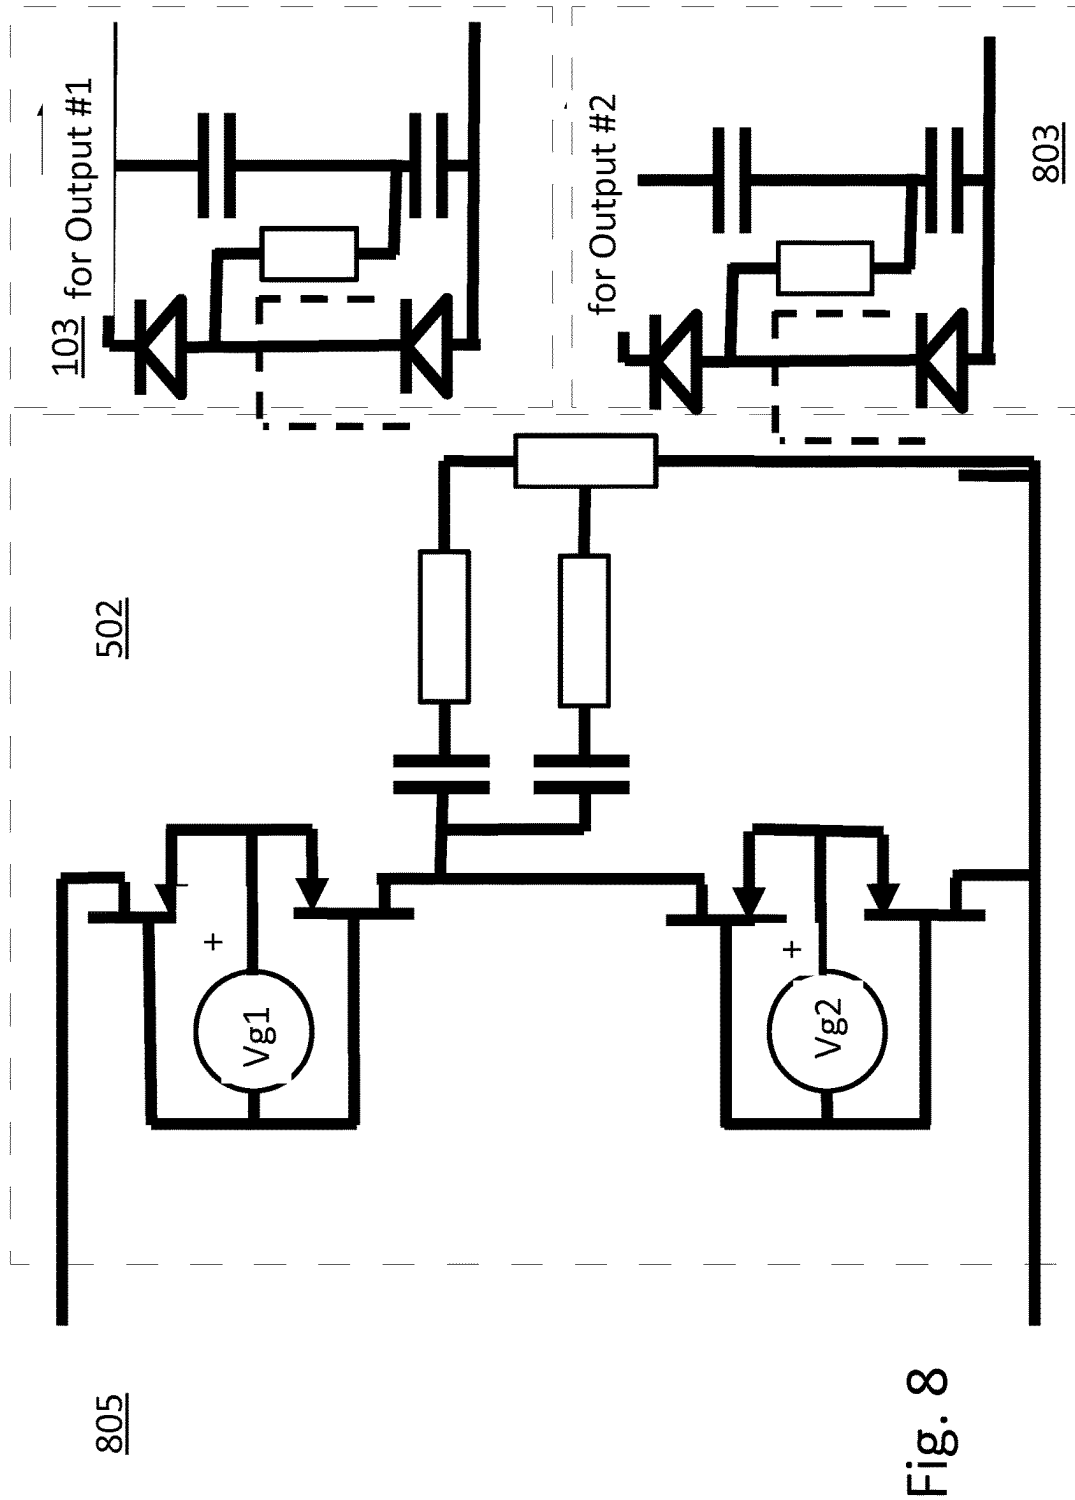 for Output #1
103
for Output #2
803
502
+
Vg1
+
Vg2
805
Fig. 8